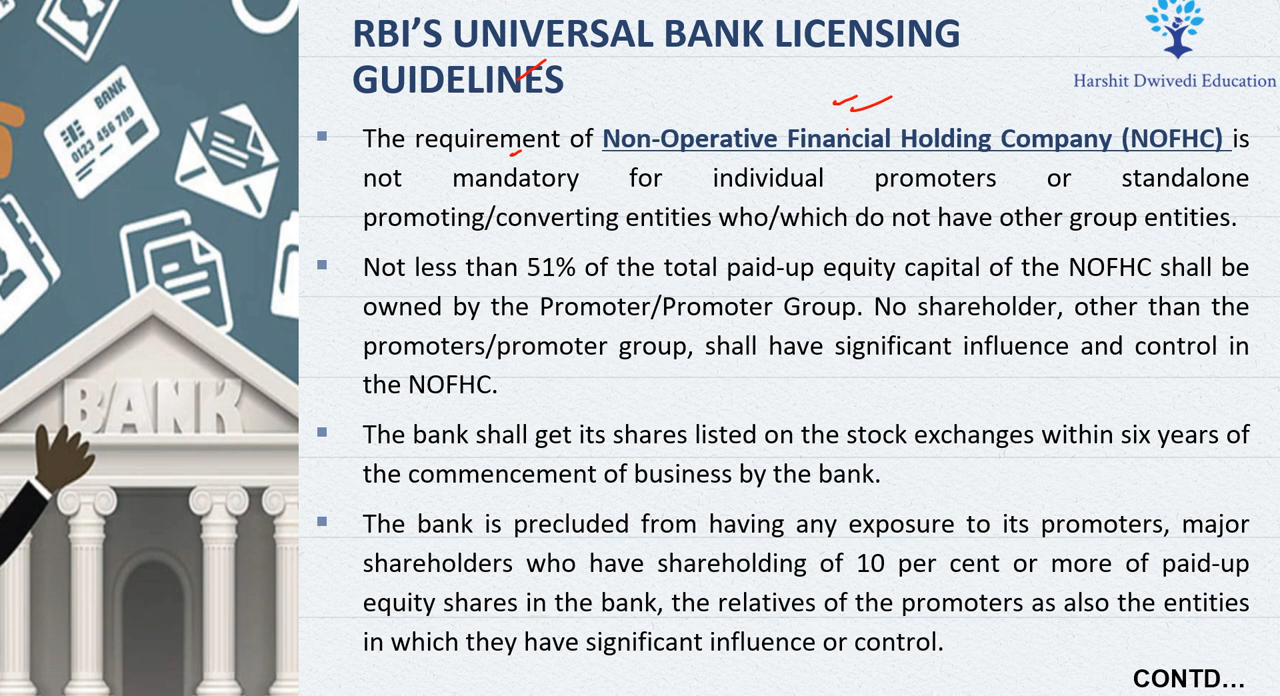 RBI’S UNIVERSAL BANK LICENSING
GUIDELINES
Harshit Dwivedi Education
BANK
0123 456 789
The requirement of Non-Operative Financial Holding Company (NOFHC) is
not mandatory for individual promoters or standalone
promoting/converting entities who/which do not have other group entities.
Not less than 51% of the total paid-up equity capital of the NOFHC shall be
owned by the Promoter/Promoter Group. No shareholder, other than the
promoters/promoter group, shall have significant influence and control in
the NOFHC.
BANK
The bank shall get its shares listed on the stock exchanges within six years of
the commencement of business by the bank.
The bank is precluded from having any exposure to its promoters, major
shareholders who have shareholding of 10 per cent or more of paid-up
equity shares in the bank, the relatives of the promoters as also the entities
in which they have significant influence or control.
CONTD…